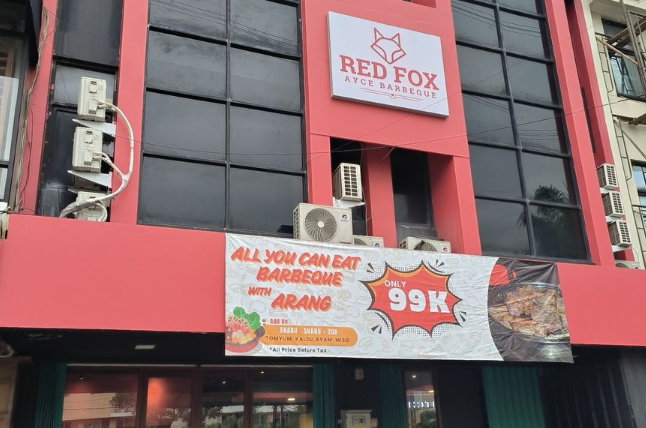 RED FOX
AYCE BARBEQUE
ALL YOU CAN EAT
BARBEQUE
WITH ARANG
ONLY
99K
SHABU - SHABU - 20K
TOMYUM, KALDU AYAM, MISO
*All Price Before Tax